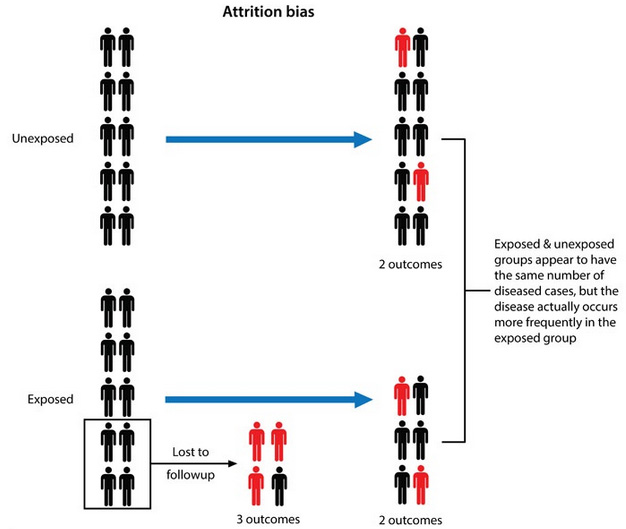 Attrition bias
Unexposed
2 outcomes
Exposed & unexposed
groups appear to have
the same number of
diseased cases, but the
disease actually occurs
more frequently in the
exposed group
Exposed
Lost to
followup
3 outcomes
2 outcomes